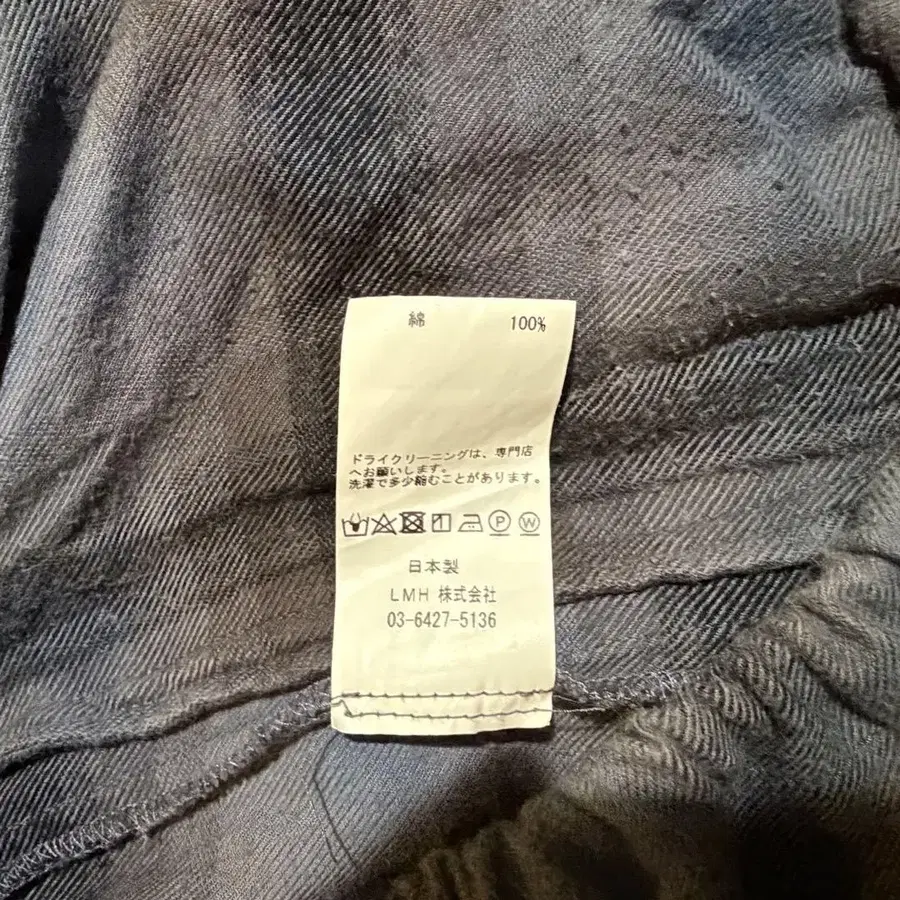 綿 100%
ドライクリーニングは、専門店
へお願いします。
洗濯で多少縮むことがあります。
P W
日本製
LMH 株式会社
03-6427-5136